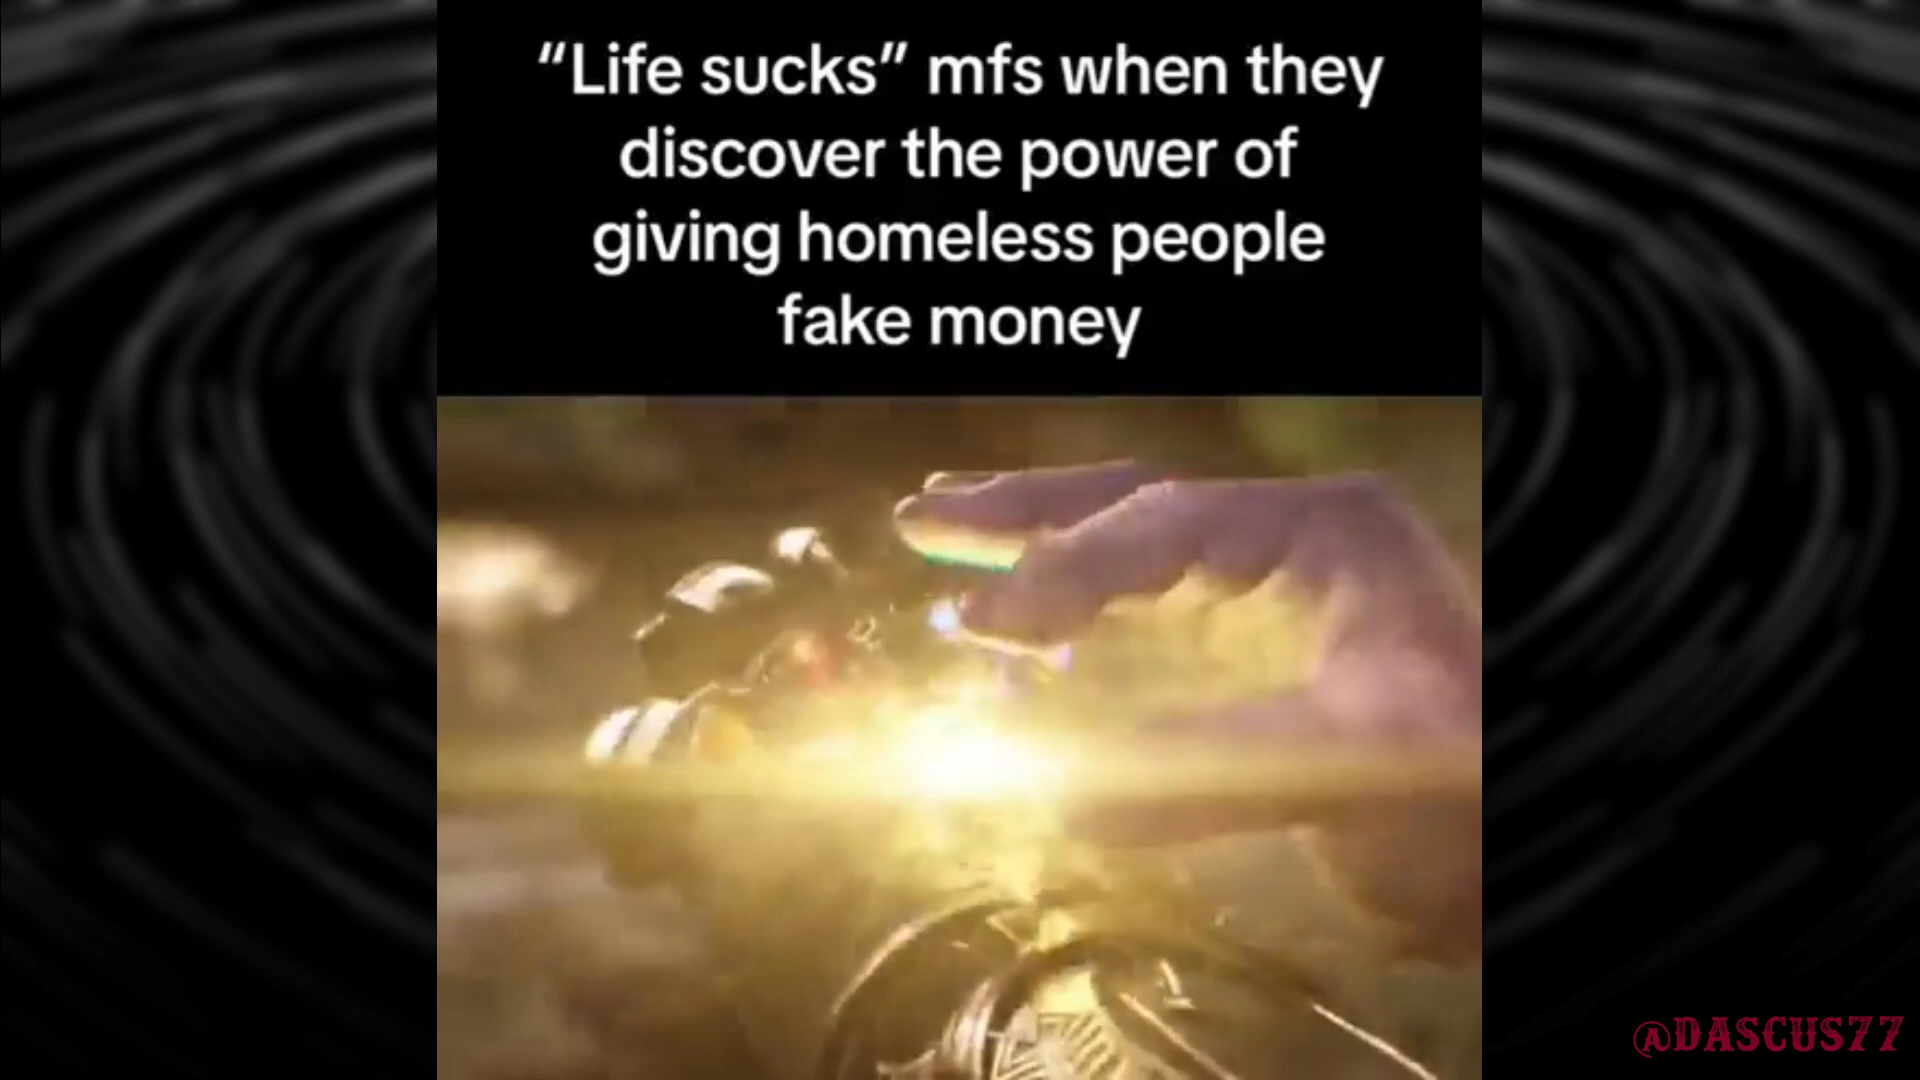 “Life sucks” mfs when they
discover the power of
giving homeless people
fake money
@DASCUS77